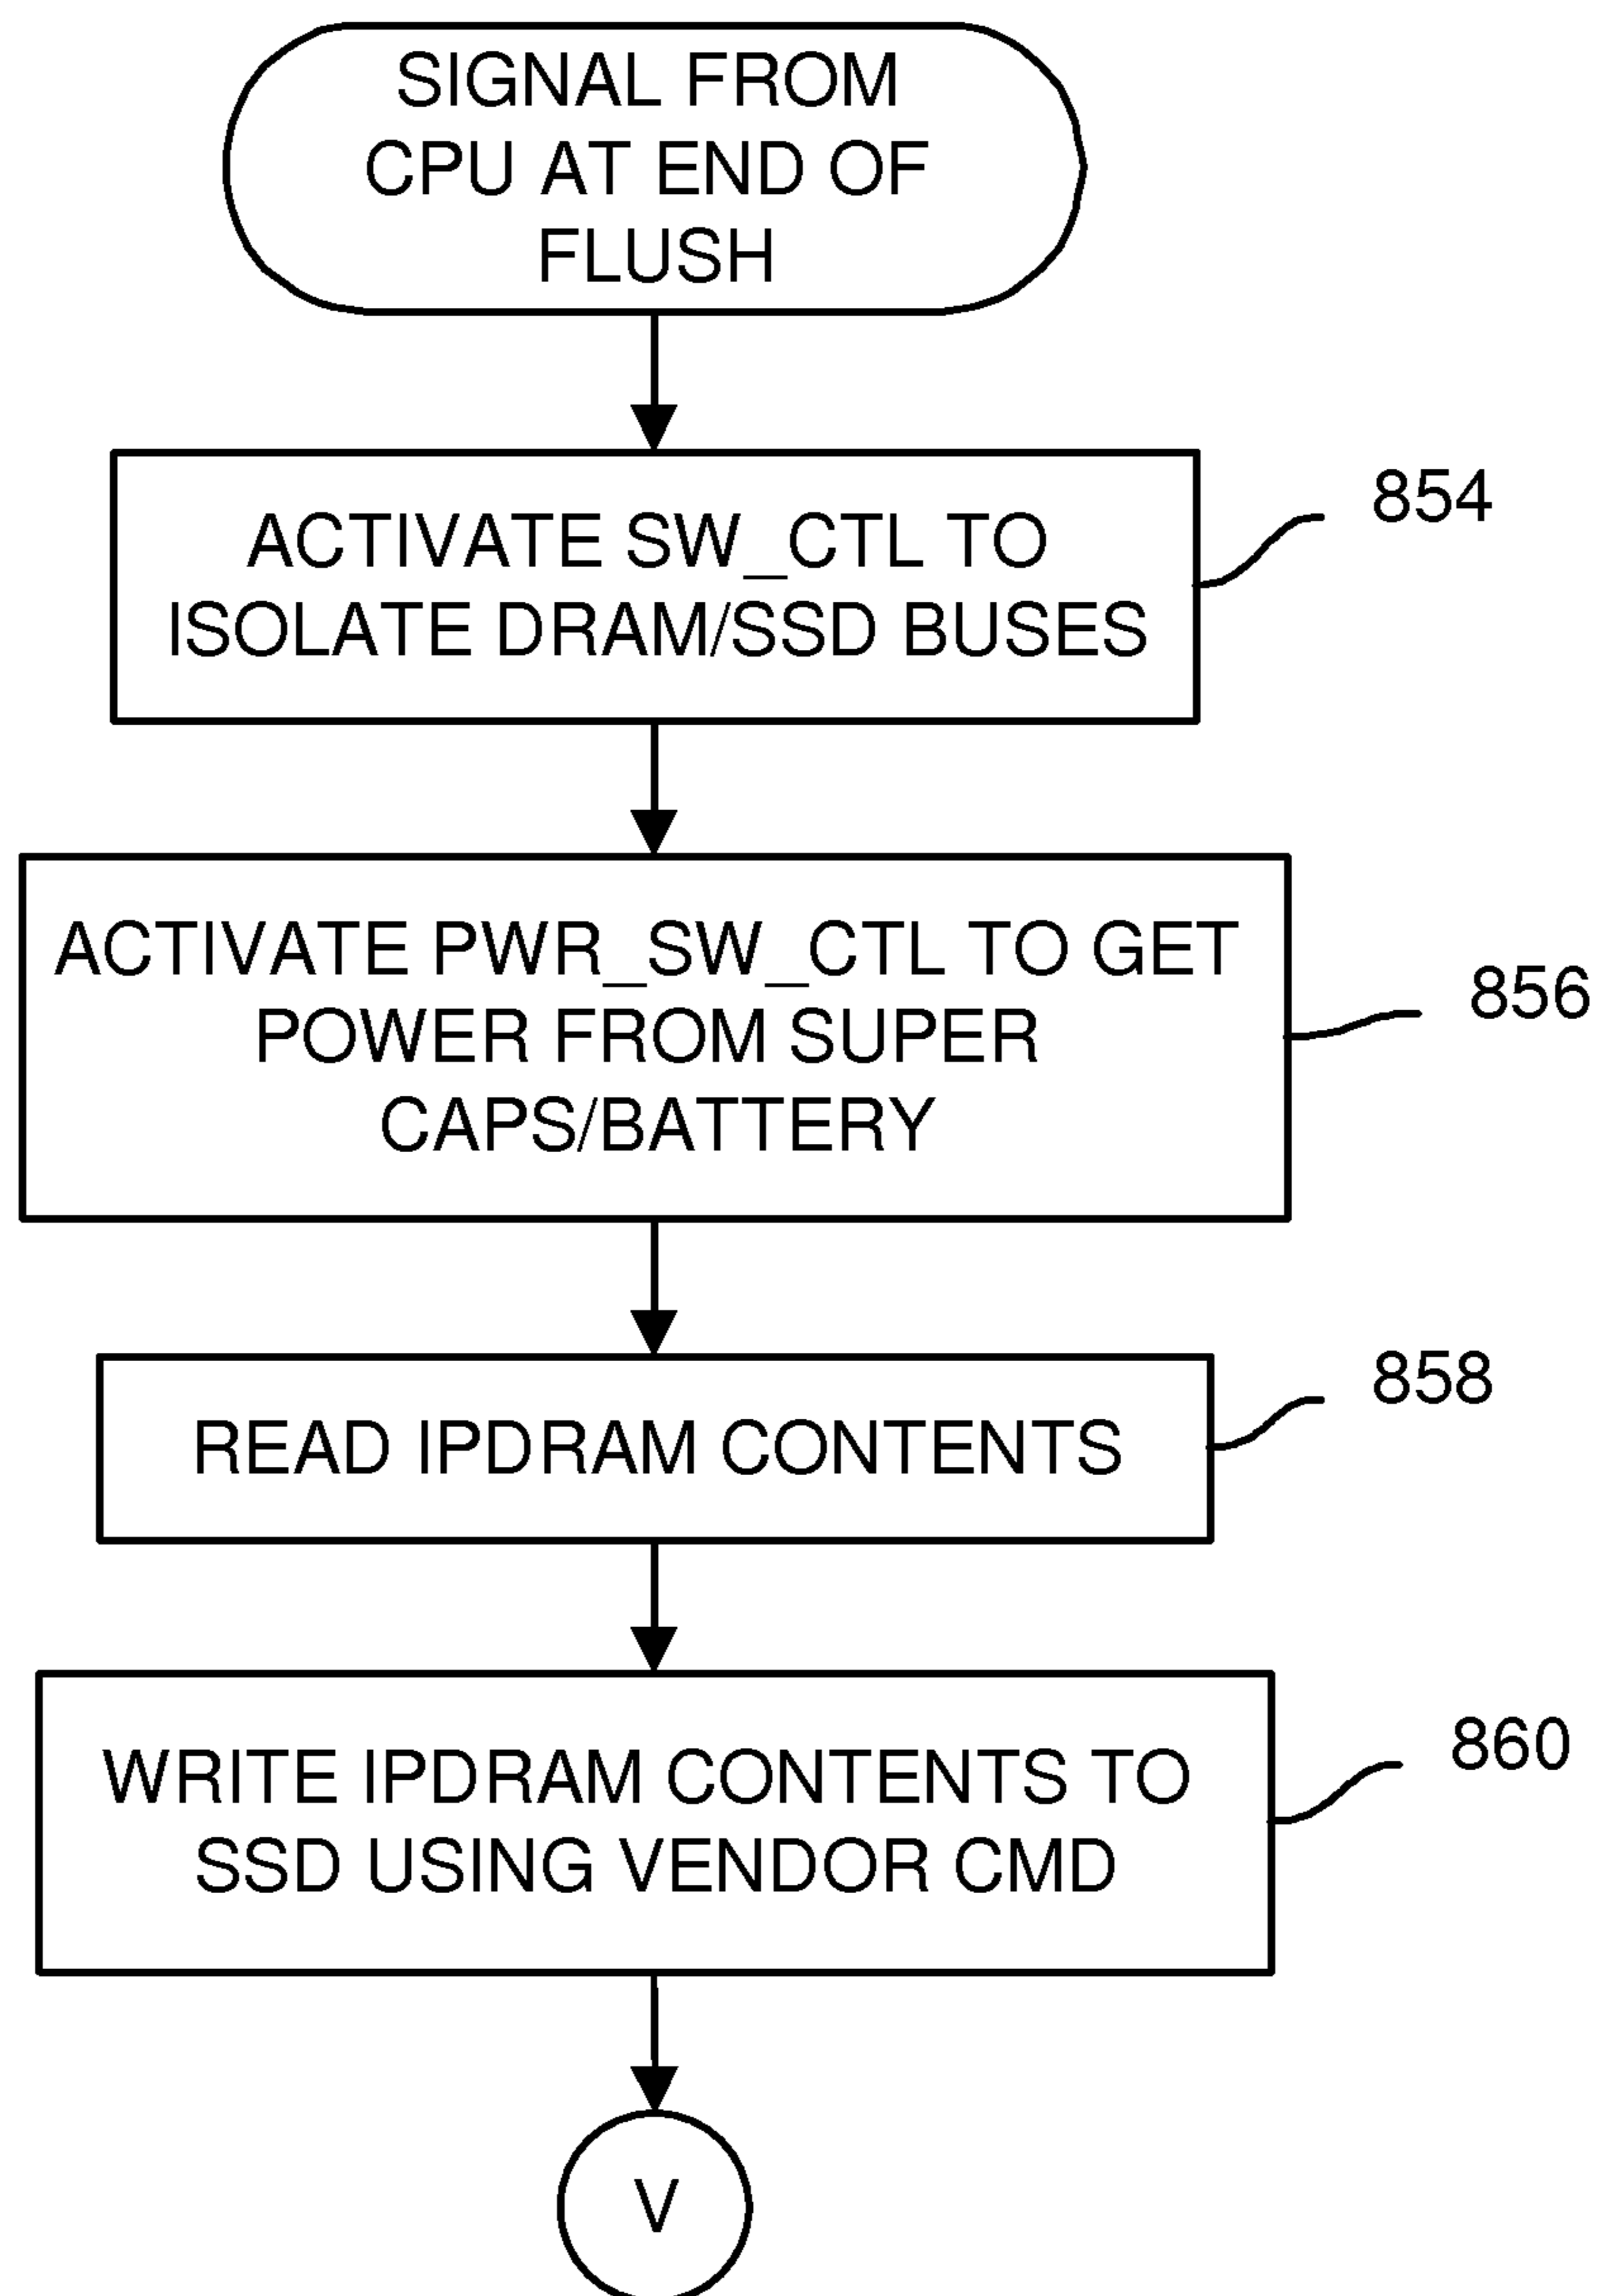 SIGNAL FROM
CPU AT END OF
FLUSH
ACTIVATE SW_CTL TO
ISOLATE DRAM/SSD BUSES
854
ACTIVATE PWR_SW_CTL TO GET
POWER FROM SUPER
CAPS/BATTERY
856
READ IPDRAM CONTENTS
858
WRITE IPDRAM CONTENTS TO
SSD USING VENDOR CMD
860
V